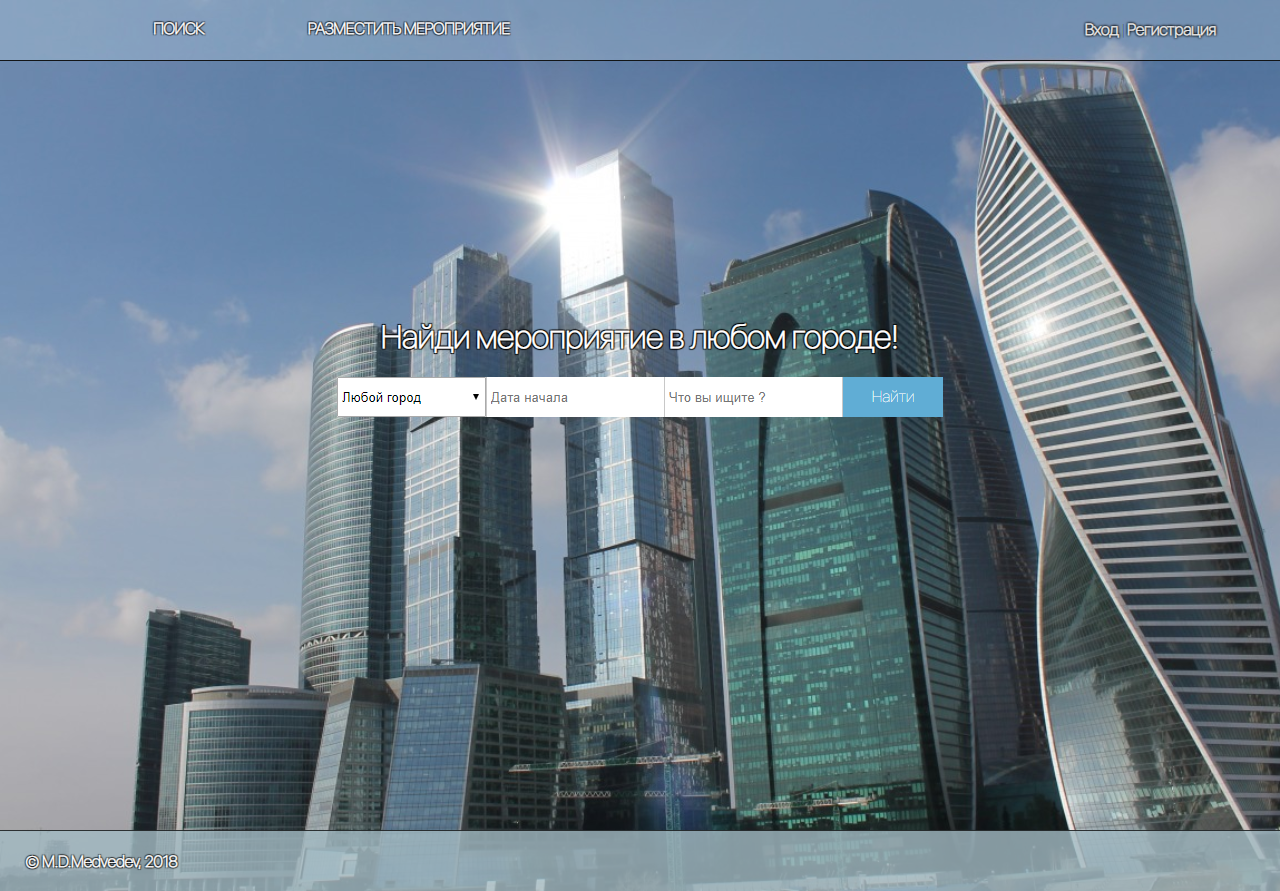 ПОИСК РАЗМЕСТИТЬ МЕРОПРИЯТИЕ Вход Регистрация
Найди мероприятие в любом городе!
Любой город Дата начала Что вы ищите ? Найти
© M.D.Medvedev, 2018